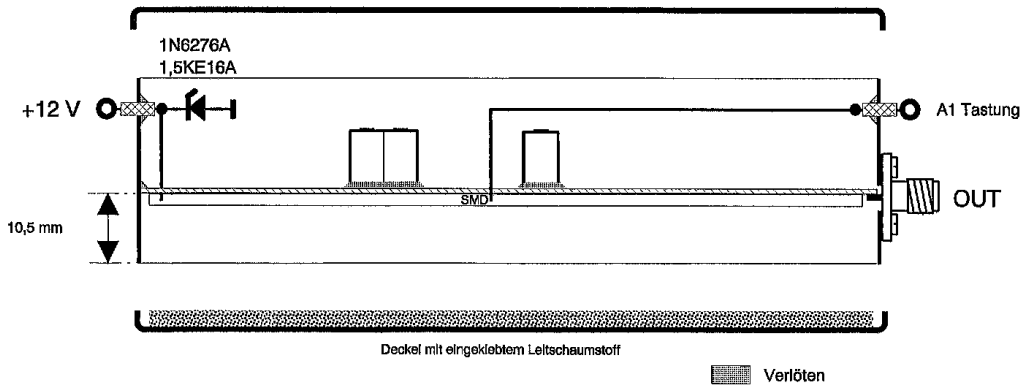 1N6276A
1,5KE16A
+12 V
A1 Tastung
SMD
OUT
10,5 mm
Deckel mit eingeklebtem Leitschaumstoff
Verlöten